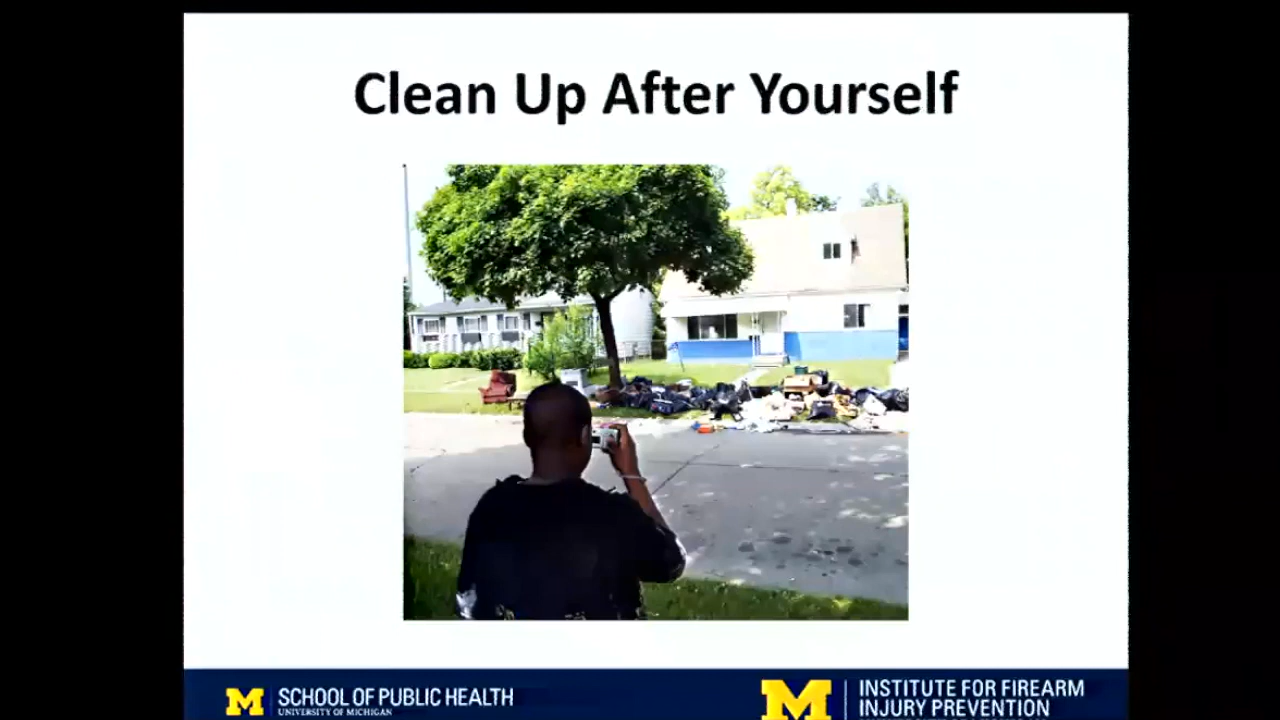 Clean Up After Yourself
M SCHOOL OF PUBLIC HEALTH
UNIVERSITY OF MICHIGAN
M INSTITUTE FOR FIREARM
INJURY PREVENTION